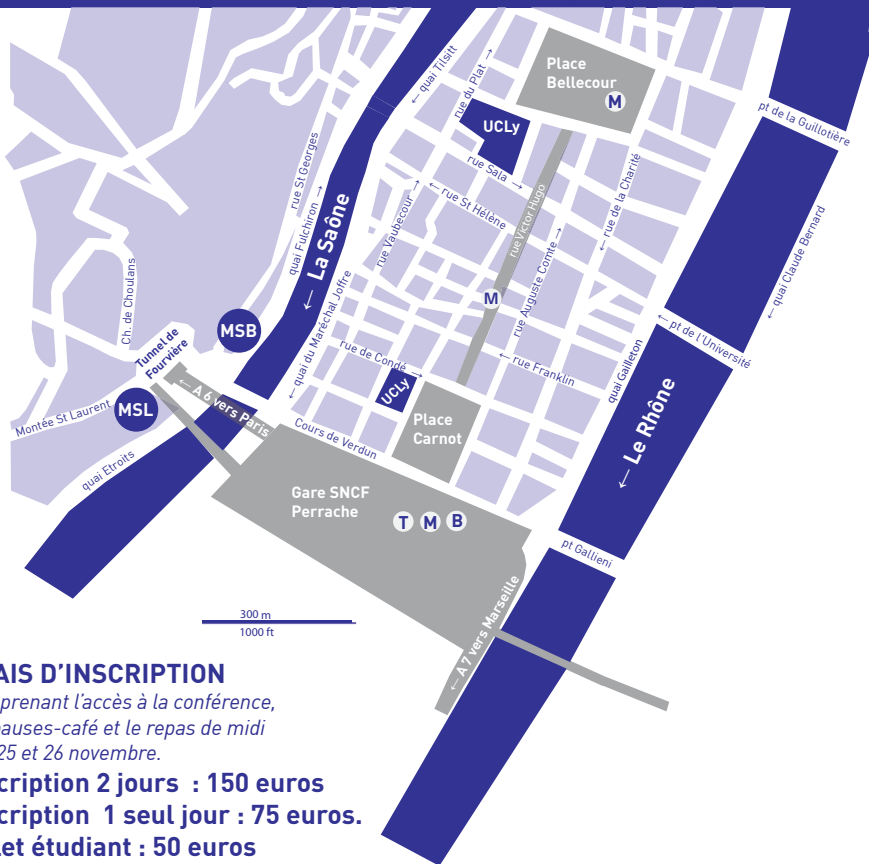 Place
Bellecour
M
← quai Tilsitt
rue du Plat →
UCLy
pt de la Guillotière
rue Sala →
rue St Georges
← rue St Hélène
rue Victor Hugo
← rue de la Charité
quai Fulchiron →
← La Saône
rue Vaubecour →
rue Auguste Comte →
← quai Claude Bernard
Ch. de Choulans
M
MSB
← quai du Maréchal Joffre
← pt de l'Université
Tunnel de
Fourvière
rue de Condé →
← rue Franklin
quai Gailleton
← A 6 vers Paris
UCLy
← Le Rhône
MSL
Montée St Laurent
Place
Carnot
Cours de Verdun
quai Etroits
Gare SNCF
Perrache
T M B
pt Gallieni
← A 7 vers Marseille
300 m
1000 ft
AIS D'INSCRIPTION
prenant l'accès à la conférence,
auses-café et le repas de midi
25 et 26 novembre.
cription 2 jours : 150 euros
cription 1 seul jour : 75 euros.
let étudiant : 50 euros